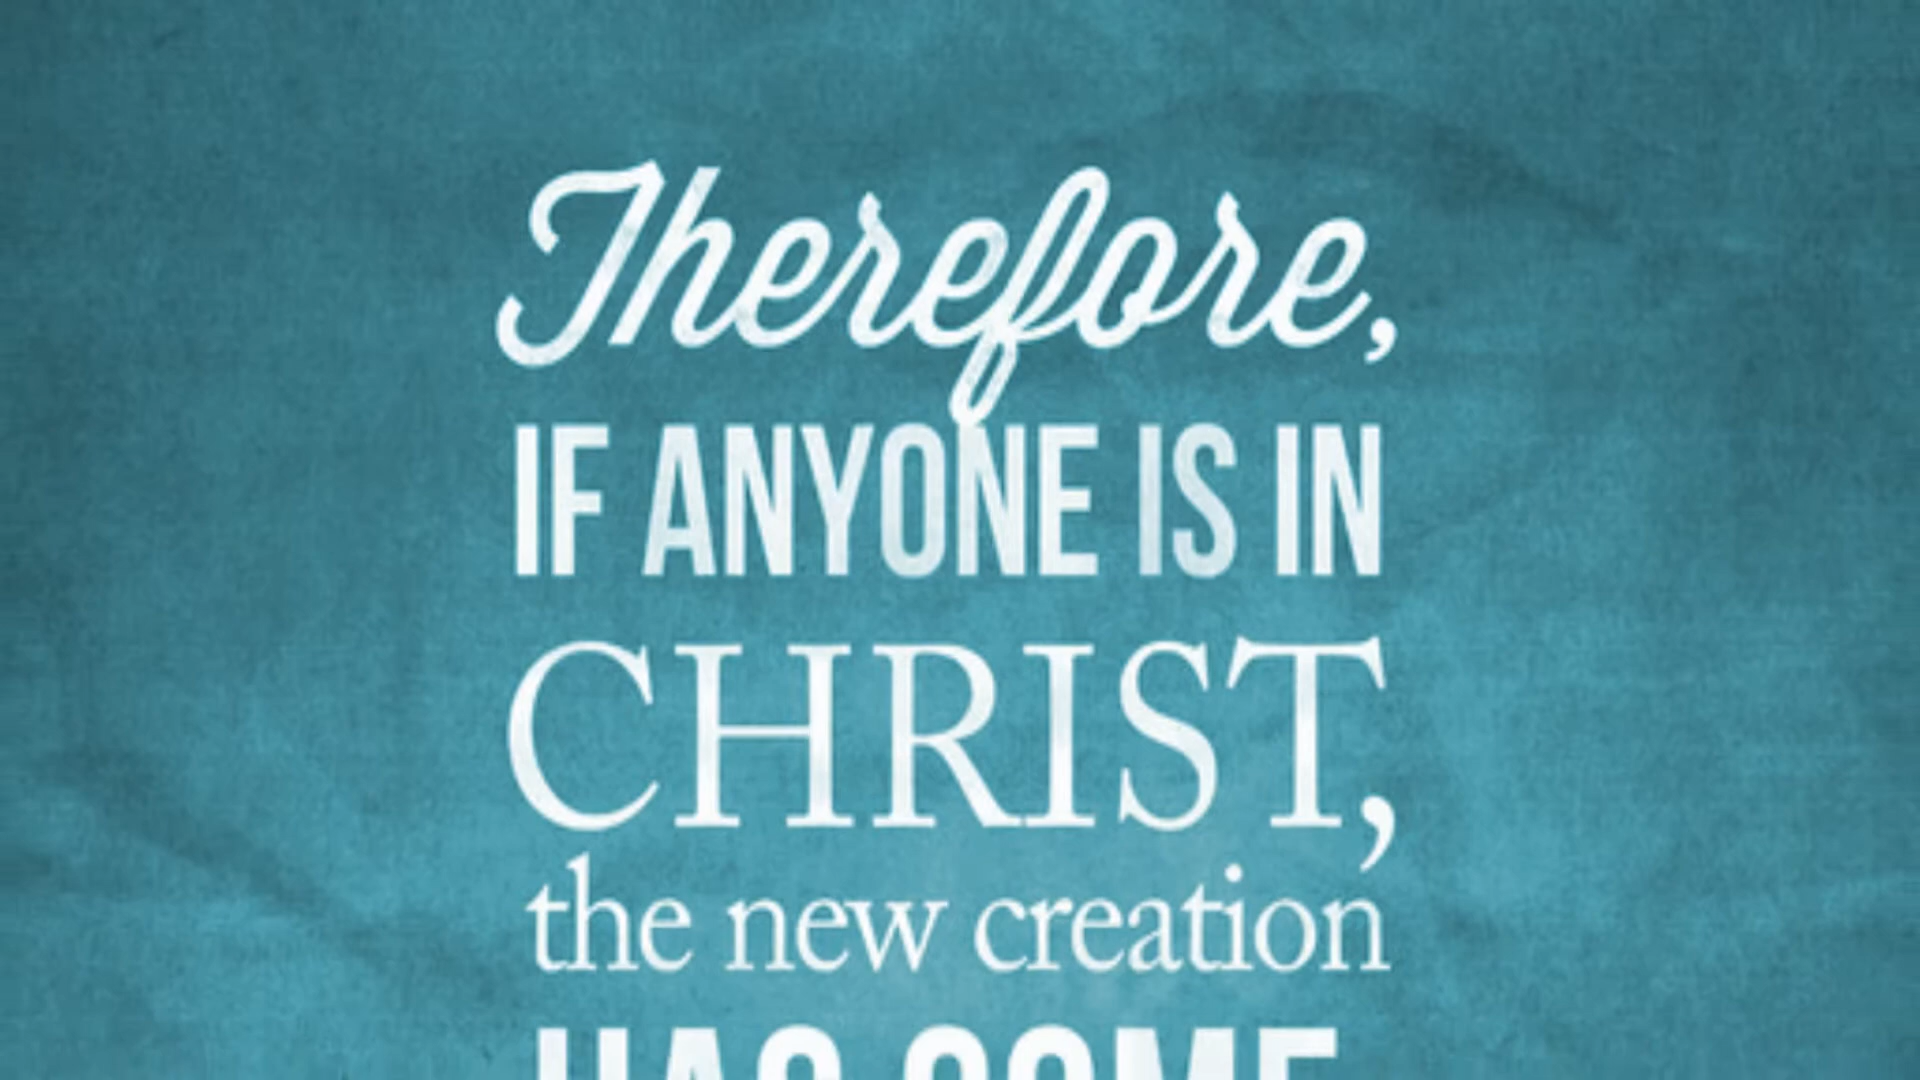 Therefore,
IF ANYONE IS IN
CHRIST,
the new creation
HAS COME